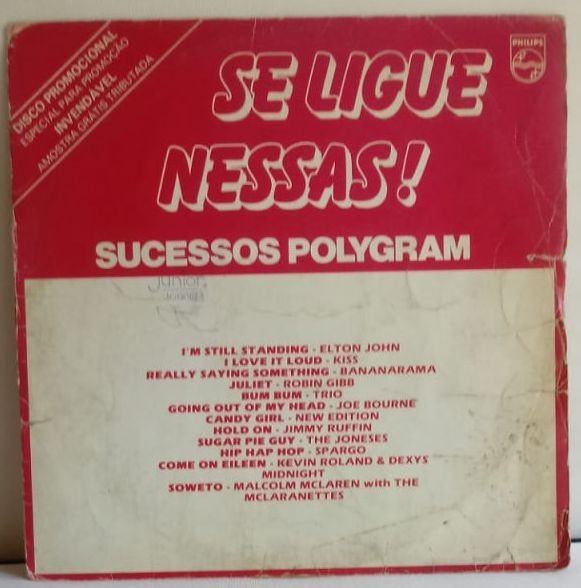 DISCO PROMOCIONAL
ESPECIAL PARA PROMOÇÃO
INVENDÁVEL
AMOSTRA GRÁTIS TRIBUTADA
PHILIPS
SE LIGUE
NESSAS!
SUCESSOS POLYGRAM
Junior
I'M STILL STANDING - ELTON JOHN
I LOVE IT LOUD - KISS
REALLY SAYING SOMETHING - BANANARAMA
JULIET - ROBIN GIBB
BUM BUM - TRIO
GOING OUT OF MY HEAD - JOE BOURNE
CANDY GIRL - NEW EDITION
HOLD ON - JIMMY RUFFIN
SUGAR PIE GUY - THE JONESES
HIP HAP HOP - SPARGO
COME ON EILEEN - KEVIN ROLAND & DEXYS
MIDNIGHT
SOWETO - MALCOLM MCLAREN with THE
MCLARANETTES